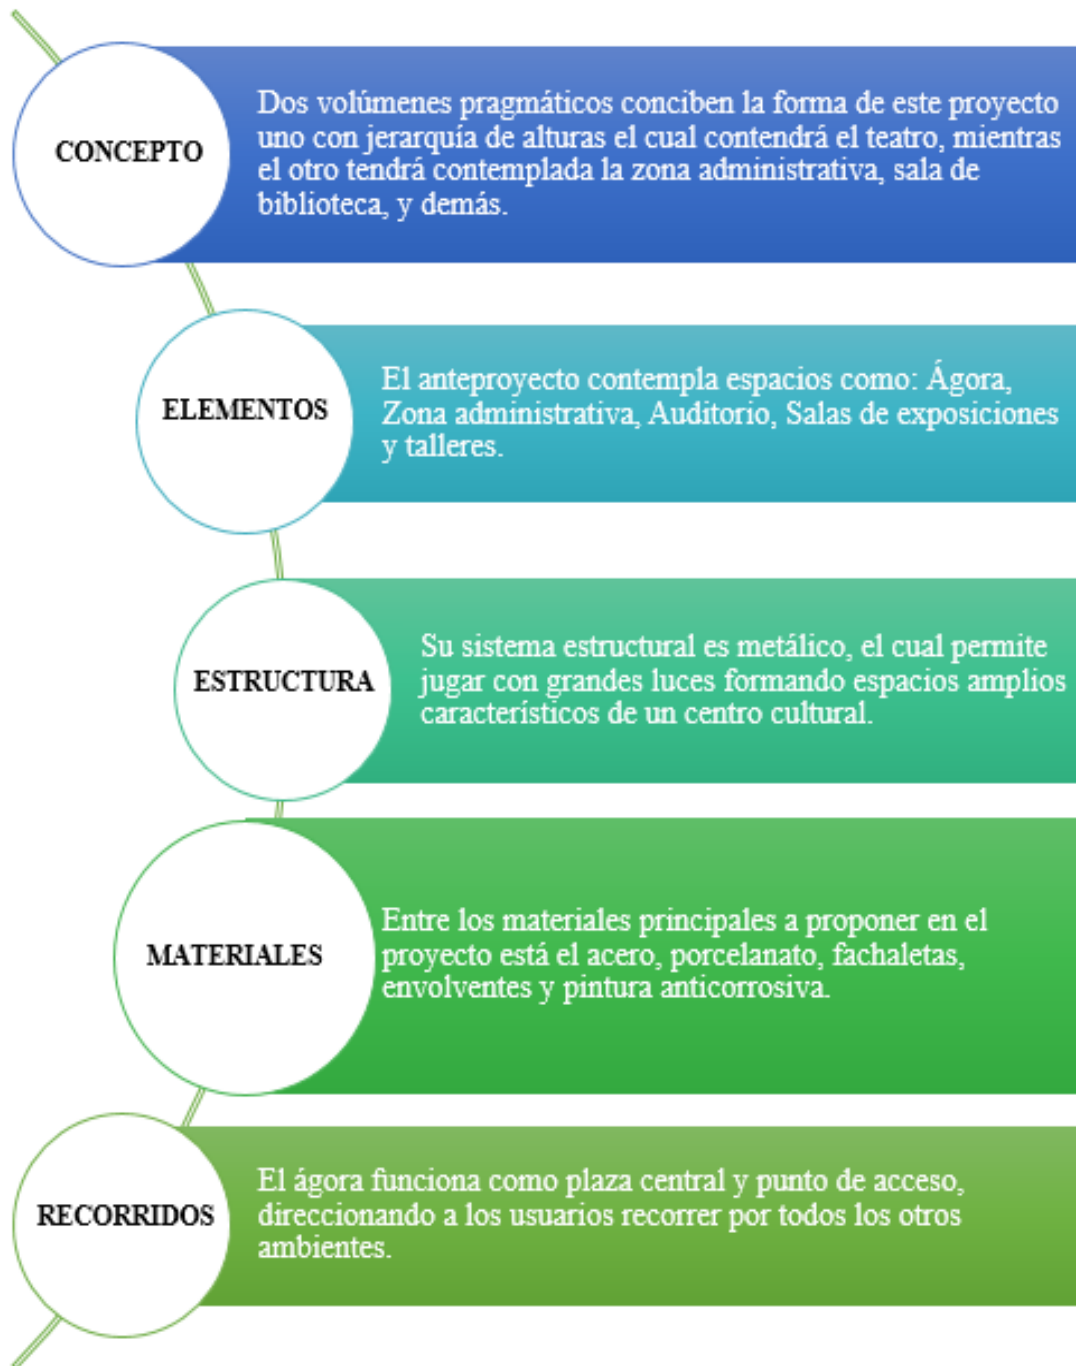 CONCEPTO
Dos volúmenes pragmáticos conciben la forma de este proyecto
uno con jerarquía de alturas el cual contendrá el teatro, mientras
el otro tendrá contemplada la zona administrativa, sala de
biblioteca, y demás.
ELEMENTOS
El anteproyecto contempla espacios como: Ágora,
Zona administrativa, Auditorio, Salas de exposiciones
y talleres.
ESTRUCTURA
Su sistema estructural es metálico, el cual permite
jugar con grandes luces formando espacios amplios
característicos de un centro cultural.
MATERIALES
Entre los materiales principales a proponer en el
proyecto está el acero, porcelanato, fachaletas,
envolventes y pintura anticorrosiva.
RECORRIDOS
El ágora funciona como plaza central y punto de acceso,
direccionando a los usuarios recorrer por todos los otros
ambientes.